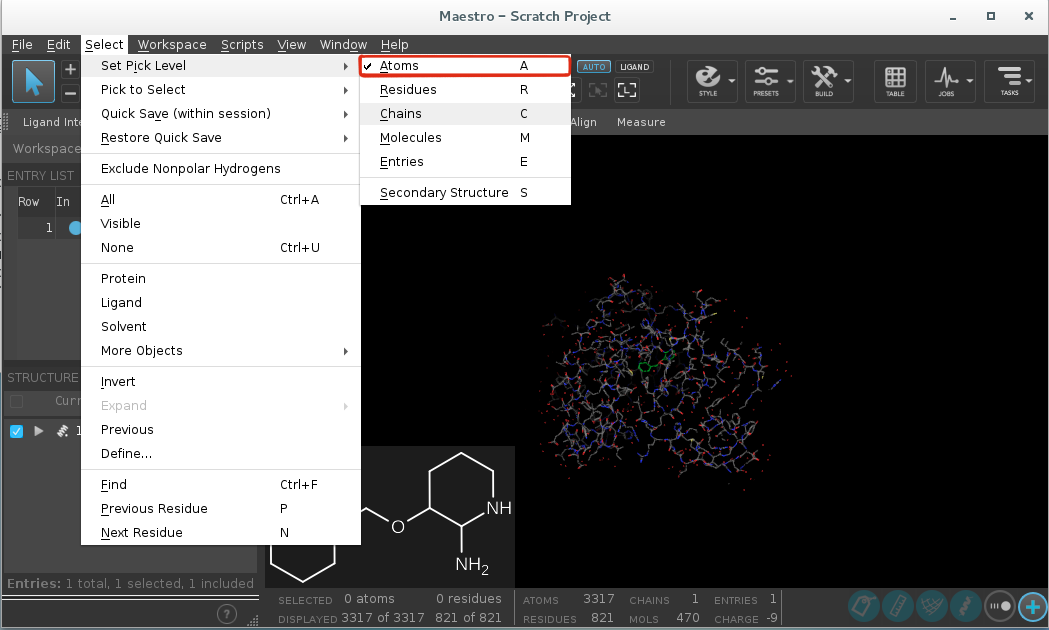 Maestro – Scratch Project
File Edit Select Workspace Scripts View Window Help
Set Pick Level
Pick to Select
Quick Save (within session)
Restore Quick Save
Exclude Nonpolar Hydrogens
All Ctrl+A
Visible
None Ctrl+U
Protein
Ligand
Solvent
More Objects
Invert
Expand
Previous
Define...
Find Ctrl+F
Previous Residue P
Next Residue N
Atoms A
Residues R
Chains C
Molecules M
Entries E
Secondary Structure S
AUTO LIGAND
STYLE PRESETS BUILD TABLE JOBS TASKS
Ligand Inte
Align Measure
Workspace
ENTRY LIST
Row In
1
STRUCTURE
Curr
1
O
NH
NH2
Entries: 1 total, 1 selected, 1 included
?
SELECTED 0 atoms 0 residues
DISPLAYED 3317 of 3317 821 of 821
ATOMS 3317 CHAINS 1 ENTRIES 1
RESIDUES 821 MOLS 470 CHARGE -9